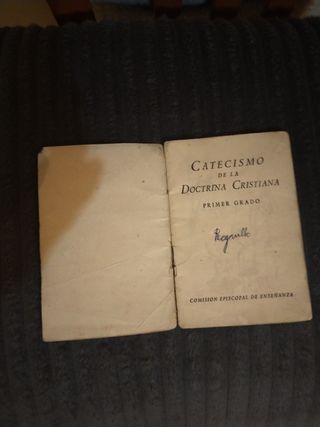 CATECISMO
DE LA
DOCTRINA CRISTIANA
PRIMER GRADO
COMISION EPISCOPAL DE ENSEÑANZA